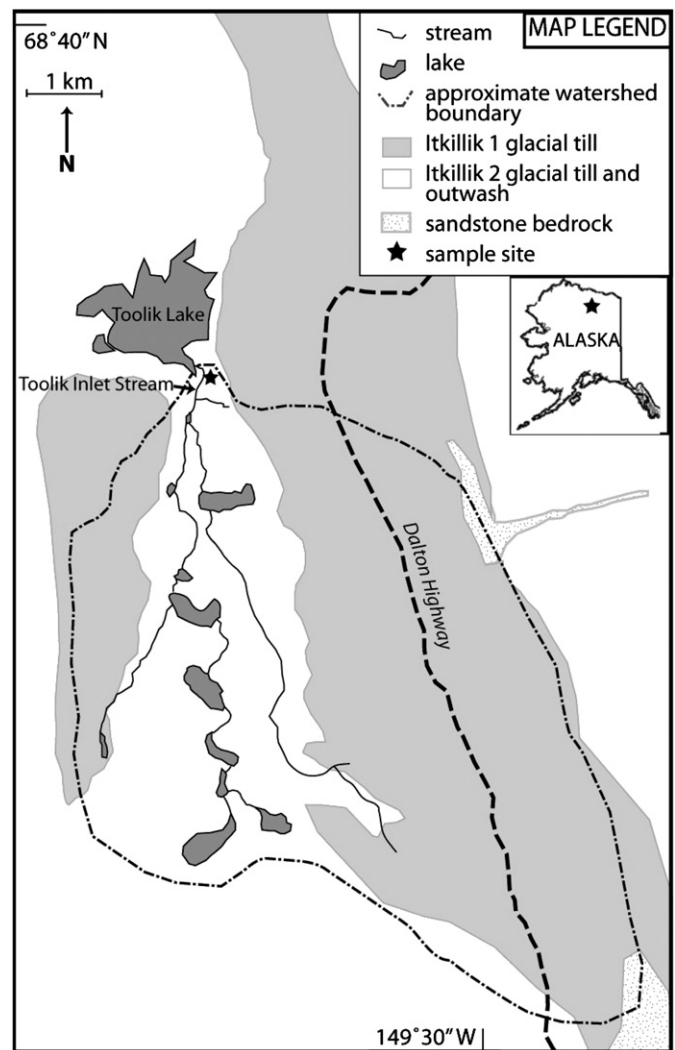 68°40″N
1 km
N
MAP LEGEND
stream
lake
approximate watershed
boundary
Itkillik 1 glacial till
Itkillik 2 glacial till and
outwash
sandstone bedrock
sample site
ALASKA
Toolik Lake
Toolik Inlet Stream
Dalton Highway
149°30″W